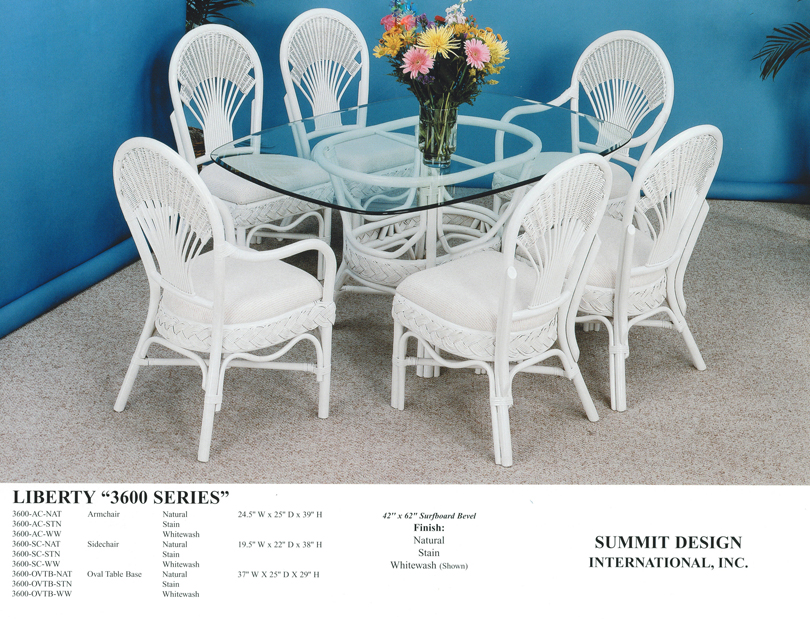 LIBERTY “3600 SERIES”
3600-AC-NAT Armchair Natural 24.5" W x 25" D x 39" H
3600-AC-STN Stain
3600-AC-WW Whitewash
3600-SC-NAT Sidechair Natural 19.5" W x 22" D x 38" H
3600-SC-STN Stain
3600-SC-WW Whitewash
3600-OVTB-NAT Oval Table Base Natural 37" W X 25" D X 29" H
3600-OVTB-STN Stain
3600-OVTB-WW Whitewash
42" x 62" Surfboard Bevel
Finish:
Natural
Stain
Whitewash (Shown)
SUMMIT DESIGN
INTERNATIONAL, INC.